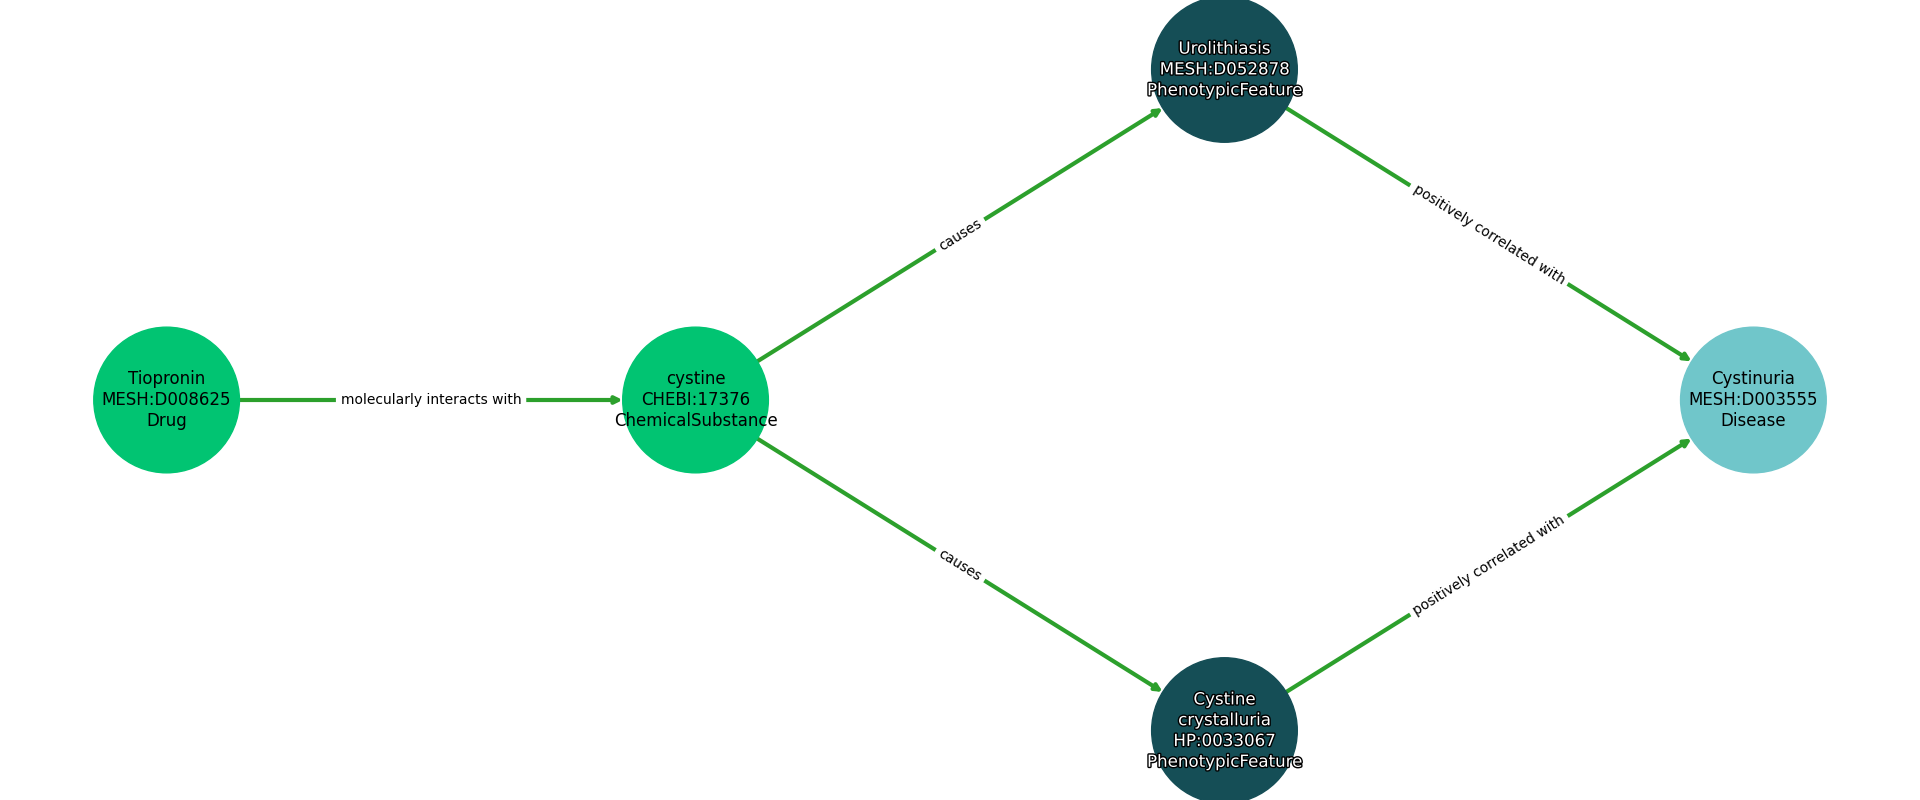 Urolithiasis
MESH:D052878
PhenotypicFeature
positively correlated with
causes
Tiopronin
MESH:D008625
Drug
molecularly interacts with
cystine
CHEBI:17376
ChemicalSubstance
Cystinuria
MESH:D003555
Disease
causes
positively correlated with
Cystine
crystalluria
HP:0033067
PhenotypicFeature